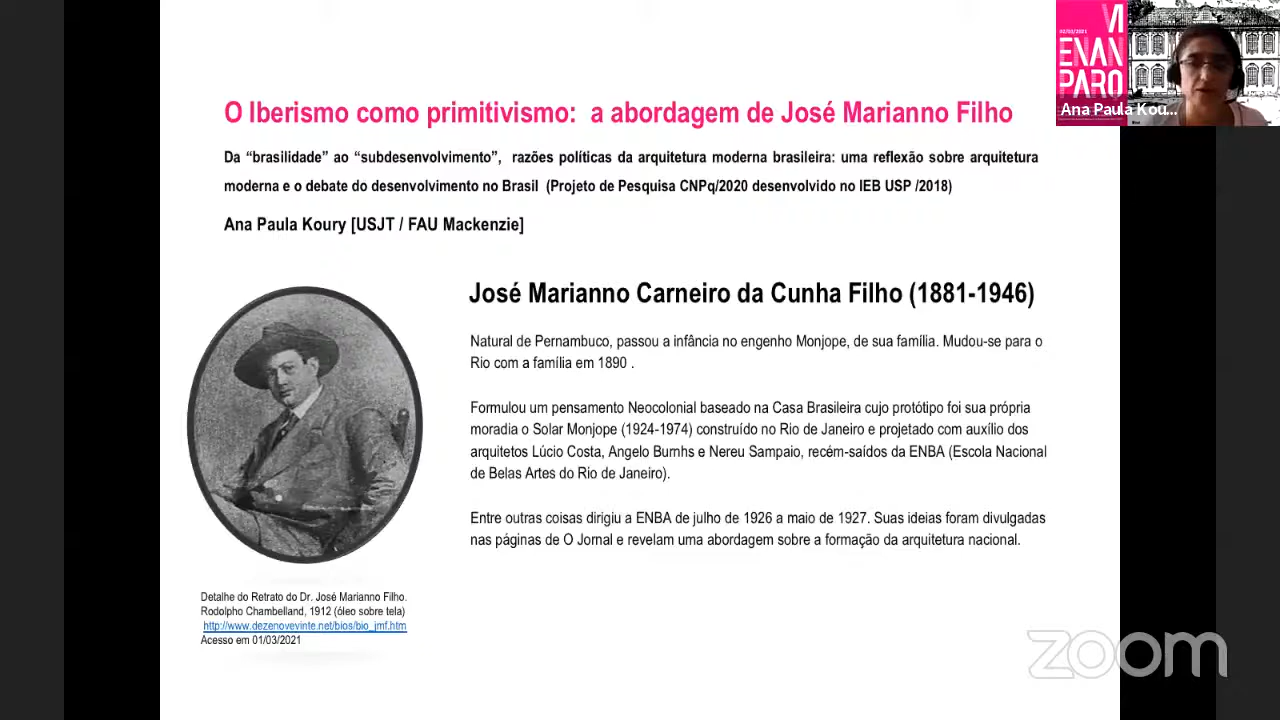 O Iberismo como primitivismo: a abordagem de José Marianno Filho
Da “brasilidade” ao “subdesenvolvimento”, razões políticas da arquitetura moderna brasileira: uma reflexão sobre arquitetura
moderna e o debate do desenvolvimento no Brasil (Projeto de Pesquisa CNPq/2020 desenvolvido no IEB USP /2018)
Ana Paula Koury [USJT / FAU Mackenzie]
José Marianno Carneiro da Cunha Filho (1881-1946)
Natural de Pernambuco, passou a infância no engenho Monjope, de sua família. Mudou-se para o
Rio com a família em 1890 .
Formulou um pensamento Neocolonial baseado na Casa Brasileira cujo protótipo foi sua própria
moradia o Solar Monjope (1924-1974) construído no Rio de Janeiro e projetado com auxílio dos
arquitetos Lúcio Costa, Angelo Burnhs e Nereu Sampaio, recém-saídos da ENBA (Escola Nacional
de Belas Artes do Rio de Janeiro).
Entre outras coisas dirigiu a ENBA de julho de 1926 a maio de 1927. Suas ideias foram divulgadas
nas páginas de O Jornal e revelam uma abordagem sobre a formação da arquitetura nacional.
Detalhe do Retrato do Dr. José Marianno Filho.
Rodolpho Chambelland, 1912 (óleo sobre tela)
http://www.dezenovevinte.net/bios/bio_jmf.htm
Acesso em 01/03/2021
VI
ENAN
PARQ
Ana Paula Kou...
zoom